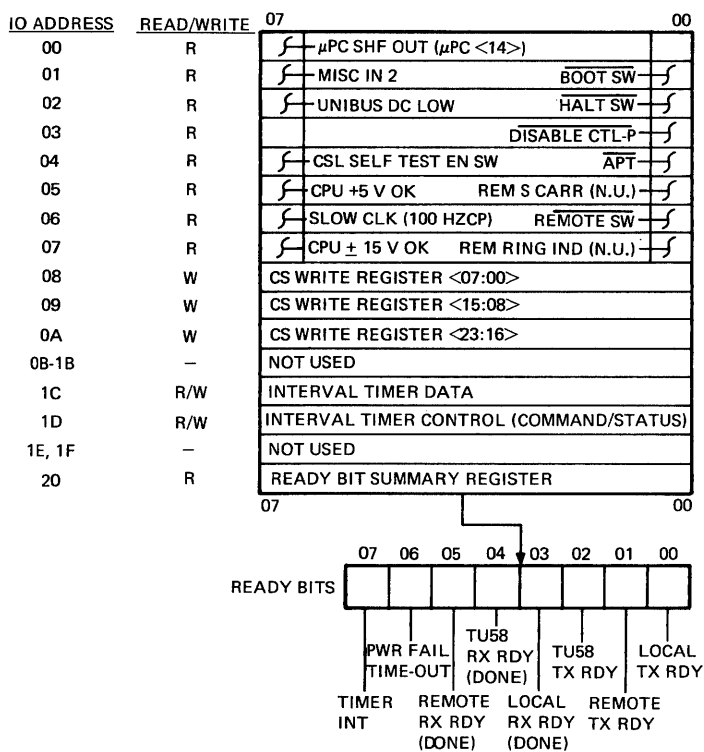 IO ADDRESS READ/WRITE 07 00
00 R µPC SHF OUT (µPC <14>)
01 R MISC IN 2 BOOT SW
02 R UNIBUS DC LOW HALT SW
03 R DISABLE CTL-P
04 R CSL SELF TEST EN SW APT
05 R CPU +5 V OK REM S CARR (N.U.)
06 R SLOW CLK (100 HZCP) REMOTE SW
07 R CPU ± 15 V OK REM RING IND (N.U.)
08 W CS WRITE REGISTER <07:00>
09 W CS WRITE REGISTER <15:08>
0A W CS WRITE REGISTER <23:16>
0B-1B – NOT USED
1C R/W INTERVAL TIMER DATA
1D R/W INTERVAL TIMER CONTROL (COMMAND/STATUS)
1E, 1F – NOT USED
20 R READY BIT SUMMARY REGISTER
07 00
07 06 05 04 03 02 01 00
READY BITS
PWR FAIL
TIME-OUT
TU58
RX RDY
(DONE)
TU58
TX RDY
LOCAL
TX RDY
TIMER
INT
REMOTE
RX RDY
(DONE)
LOCAL
RX RDY
(DONE)
REMOTE
TX RDY